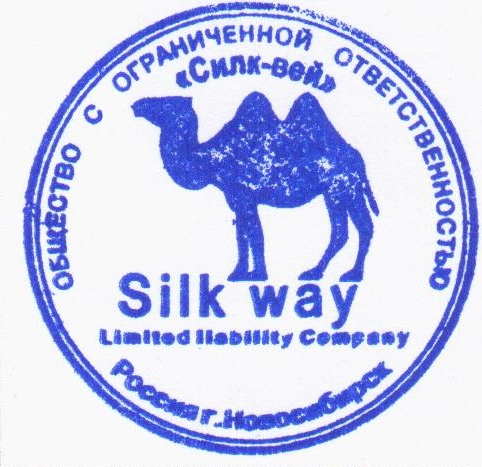 ОБЩЕСТВО С ОГРАНИЧЕННОЙ ОТВЕТСТВЕННОСТЬЮ
«Силк-вей»
Silk way
Limited liability Company
Россия г.Новосибирск